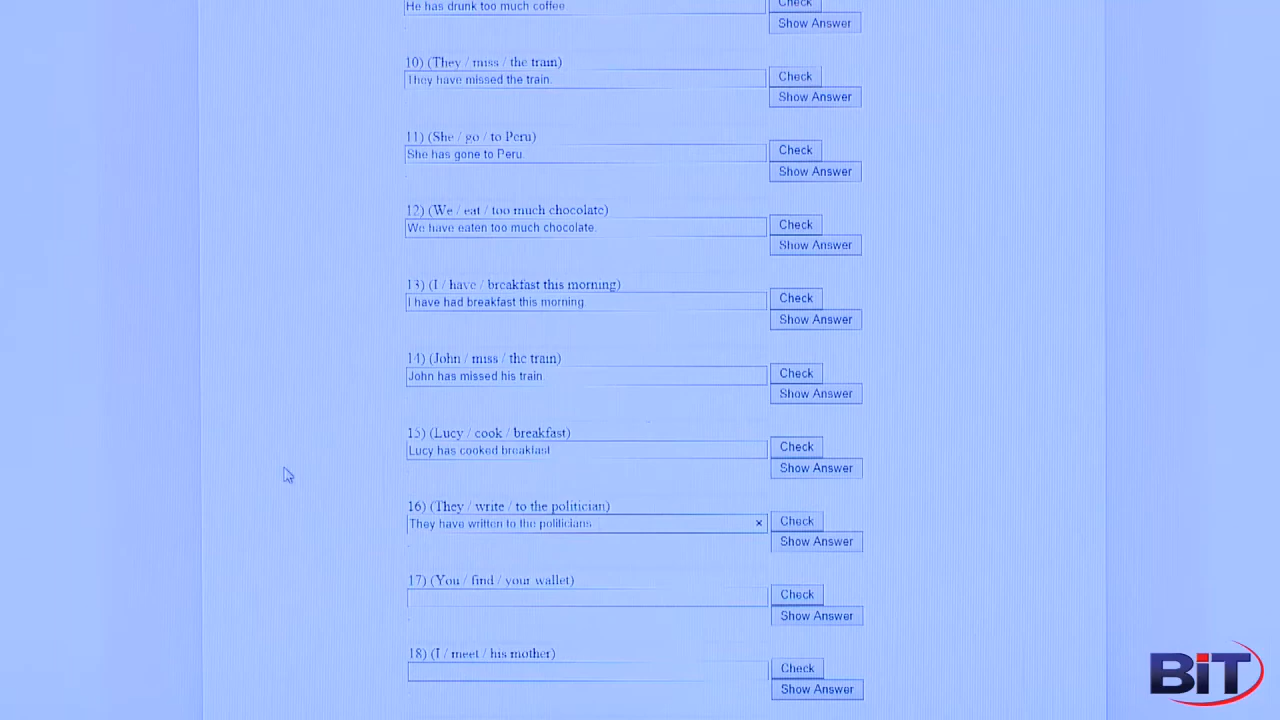 He has drunk too much coffee
Check
Show Answer
10) (They / miss / the train)
They have missed the train.
Check
Show Answer
11) (She / go / to Peru)
She has gone to Peru.
Check
Show Answer
12) (We / eat / too much chocolate)
We have eaten too much chocolate.
Check
Show Answer
13) (I / have / breakfast this morning)
I have had breakfast this morning
Check
Show Answer
14) (John / miss / the train)
John has missed his train
Check
Show Answer
15) (Lucy / cook / breakfast)
Lucy has cooked breakfast
Check
Show Answer
16) (They / write / to the politician)
They have written to the politicians
×
Check
Show Answer
17) (You / find / your wallet)
Check
Show Answer
18) (I / meet / his mother)
Check
Show Answer
BiT